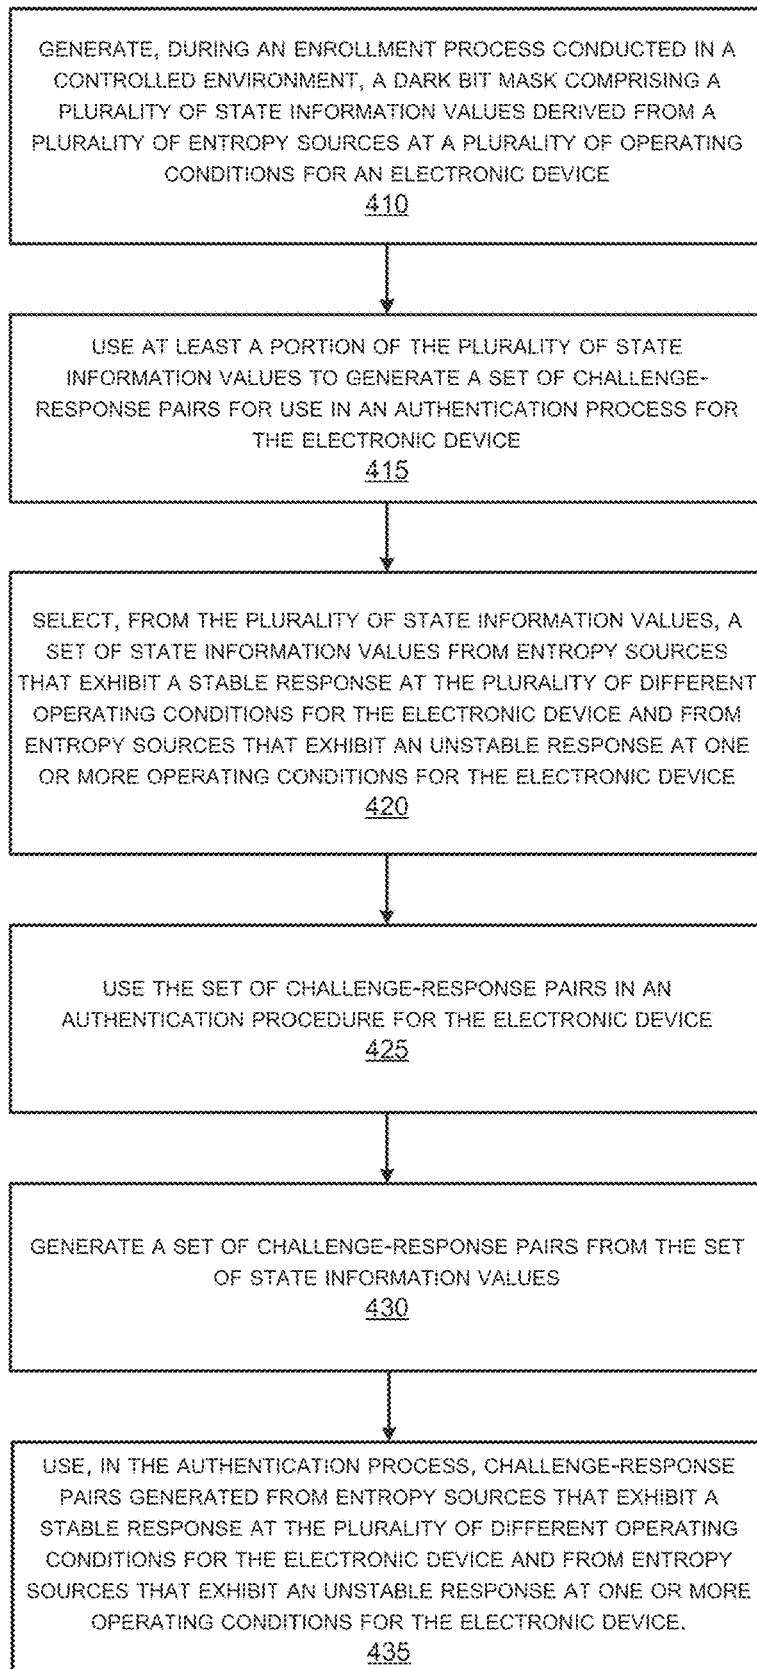 GENERATE, DURING AN ENROLLMENT PROCESS CONDUCTED IN A
CONTROLLED ENVIRONMENT, A DARK BIT MASK COMPRISING A
PLURALITY OF STATE INFORMATION VALUES DERIVED FROM A
PLURALITY OF ENTROPY SOURCES AT A PLURALITY OF OPERATING
CONDITIONS FOR AN ELECTRONIC DEVICE
410
USE AT LEAST A PORTION OF THE PLURALITY OF STATE
INFORMATION VALUES TO GENERATE A SET OF CHALLENGE-
RESPONSE PAIRS FOR USE IN AN AUTHENTICATION PROCESS FOR
THE ELECTRONIC DEVICE
415
SELECT, FROM THE PLURALITY OF STATE INFORMATION VALUES, A
SET OF STATE INFORMATION VALUES FROM ENTROPY SOURCES
THAT EXHIBIT A STABLE RESPONSE AT THE PLURALITY OF DIFFERENT
OPERATING CONDITIONS FOR THE ELECTRONIC DEVICE AND FROM
ENTROPY SOURCES THAT EXHIBIT AN UNSTABLE RESPONSE AT ONE
OR MORE OPERATING CONDITIONS FOR THE ELECTRONIC DEVICE
420
USE THE SET OF CHALLENGE-RESPONSE PAIRS IN AN
AUTHENTICATION PROCEDURE FOR THE ELECTRONIC DEVICE
425
GENERATE A SET OF CHALLENGE-RESPONSE PAIRS FROM THE SET
OF STATE INFORMATION VALUES
430
USE, IN THE AUTHENTICATION PROCESS, CHALLENGE-RESPONSE
PAIRS GENERATED FROM ENTROPY SOURCES THAT EXHIBIT A
STABLE RESPONSE AT THE PLURALITY OF DIFFERENT OPERATING
CONDITIONS FOR THE ELECTRONIC DEVICE AND FROM ENTROPY
SOURCES THAT EXHIBIT AN UNSTABLE RESPONSE AT ONE OR MORE
OPERATING CONDITIONS FOR THE ELECTRONIC DEVICE.
435